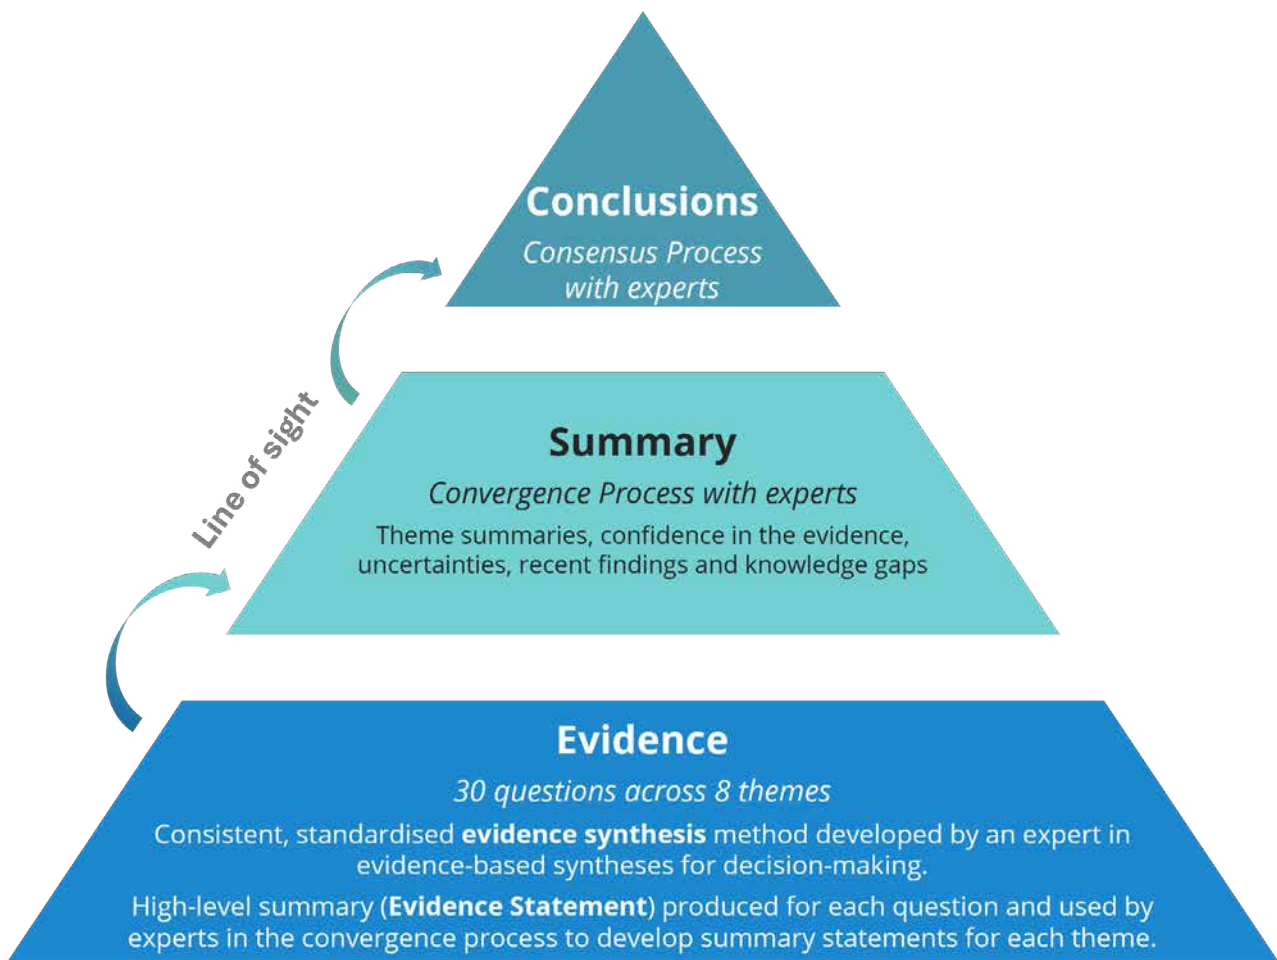 Conclusions
Consensus Process
with experts
Line of sight
Summary
Convergence Process with experts
Theme summaries, confidence in the evidence,
uncertainties, recent findings and knowledge gaps
Evidence
30 questions across 8 themes
Consistent, standardised evidence synthesis method developed by an expert in
evidence-based syntheses for decision-making.
High-level summary (Evidence Statement) produced for each question and used by
experts in the convergence process to develop summary statements for each theme.